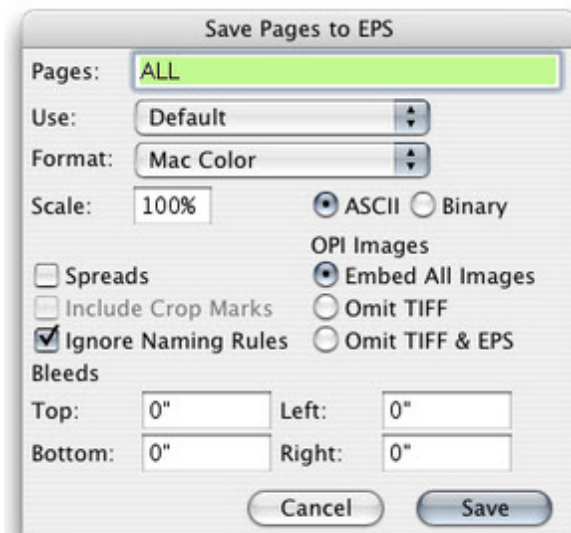 Save Pages to EPS
Pages: ALL
Use: Default
Format: Mac Color
Scale: 100% ASCII Binary
OPI Images
Spreads Embed All Images
Include Crop Marks Omit TIFF
Ignore Naming Rules Omit TIFF & EPS
Bleeds
Top: 0" Left: 0"
Bottom: 0" Right: 0"
Cancel Save